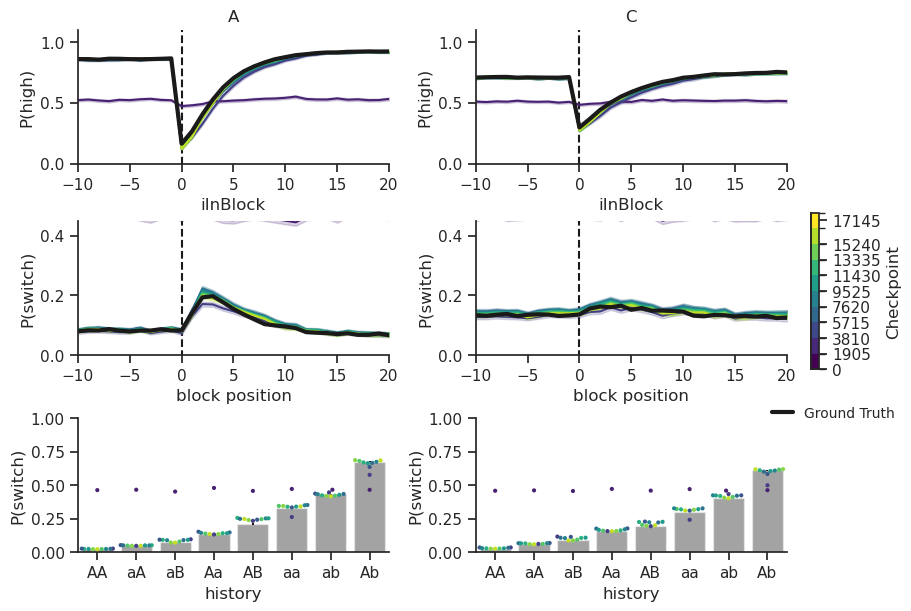 A
C
P(high)
1.0
0.5
0.0
−10 −5 0 5 10 15 20
iInBlock
P(high)
1.0
0.5
0.0
−10 −5 0 5 10 15 20
iInBlock
P(switch)
0.4
0.2
0.0
−10 −5 0 5 10 15 20
block position
P(switch)
0.4
0.2
0.0
−10 −5 0 5 10 15 20
block position
17145
15240
13335
11430
9525
7620
5715
3810
1905
0
Checkpoint
Ground Truth
P(switch)
1.00
0.75
0.50
0.25
0.00
AA aA aB Aa AB aa ab Ab
history
P(switch)
1.00
0.75
0.50
0.25
0.00
AA aA aB Aa AB aa ab Ab
history